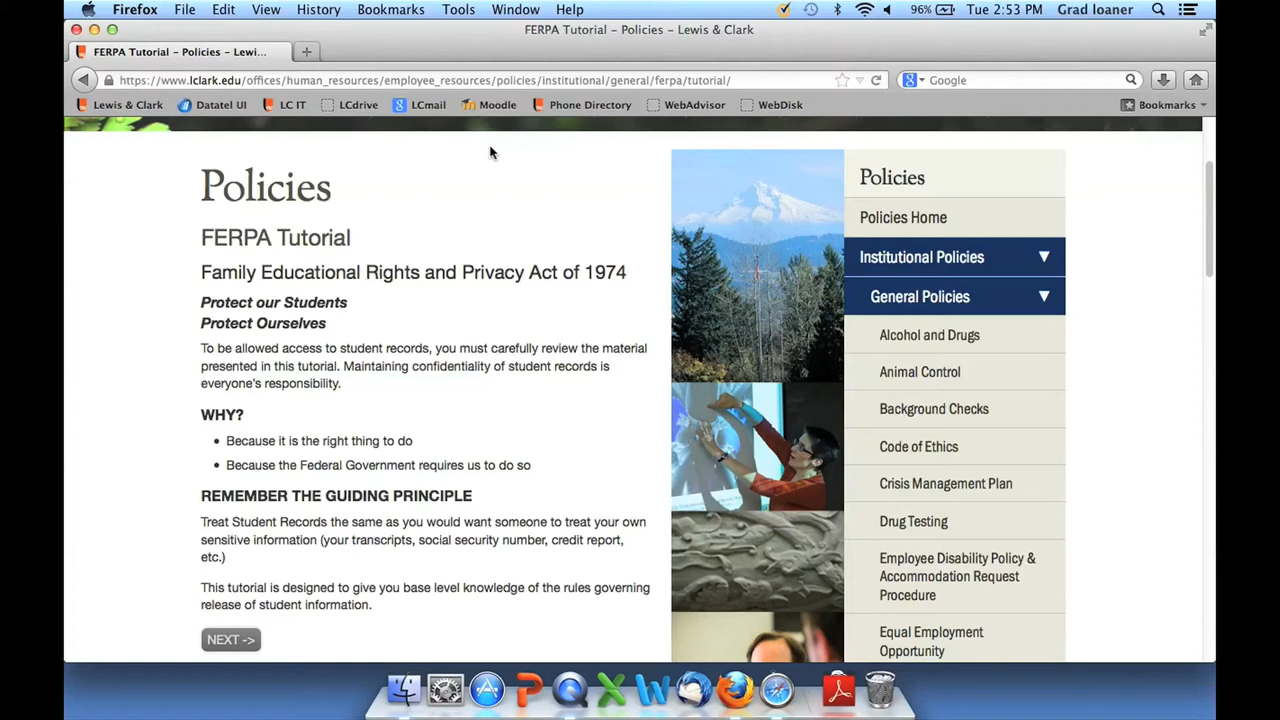 Firefox File Edit View History Bookmarks Tools Window Help 96% Tue 2:53 PM Grad loaner
FERPA Tutorial – Policies – Lewis & Clark
FERPA Tutorial – Policies – Lewi...
https://www.lclark.edu/offices/human_resources/employee_resources/policies/institutional/general/ferpa/tutorial/ Google
Lewis & Clark Datatel UI LC IT LCdrive LCmail Moodle Phone Directory WebAdvisor WebDisk Bookmarks
Policies
FERPA Tutorial
Family Educational Rights and Privacy Act of 1974
Protect our Students
Protect Ourselves
To be allowed access to student records, you must carefully review the material
presented in this tutorial. Maintaining confidentiality of student records is
everyone's responsibility.
WHY?
• Because it is the right thing to do
• Because the Federal Government requires us to do so
REMEMBER THE GUIDING PRINCIPLE
Treat Student Records the same as you would want someone to treat your own
sensitive information (your transcripts, social security number, credit report,
etc.)
This tutorial is designed to give you base level knowledge of the rules governing
release of student information.
NEXT ->
Policies
Policies Home
Institutional Policies
General Policies
Alcohol and Drugs
Animal Control
Background Checks
Code of Ethics
Crisis Management Plan
Drug Testing
Employee Disability Policy &
Accommodation Request
Procedure
Equal Employment
Opportunity